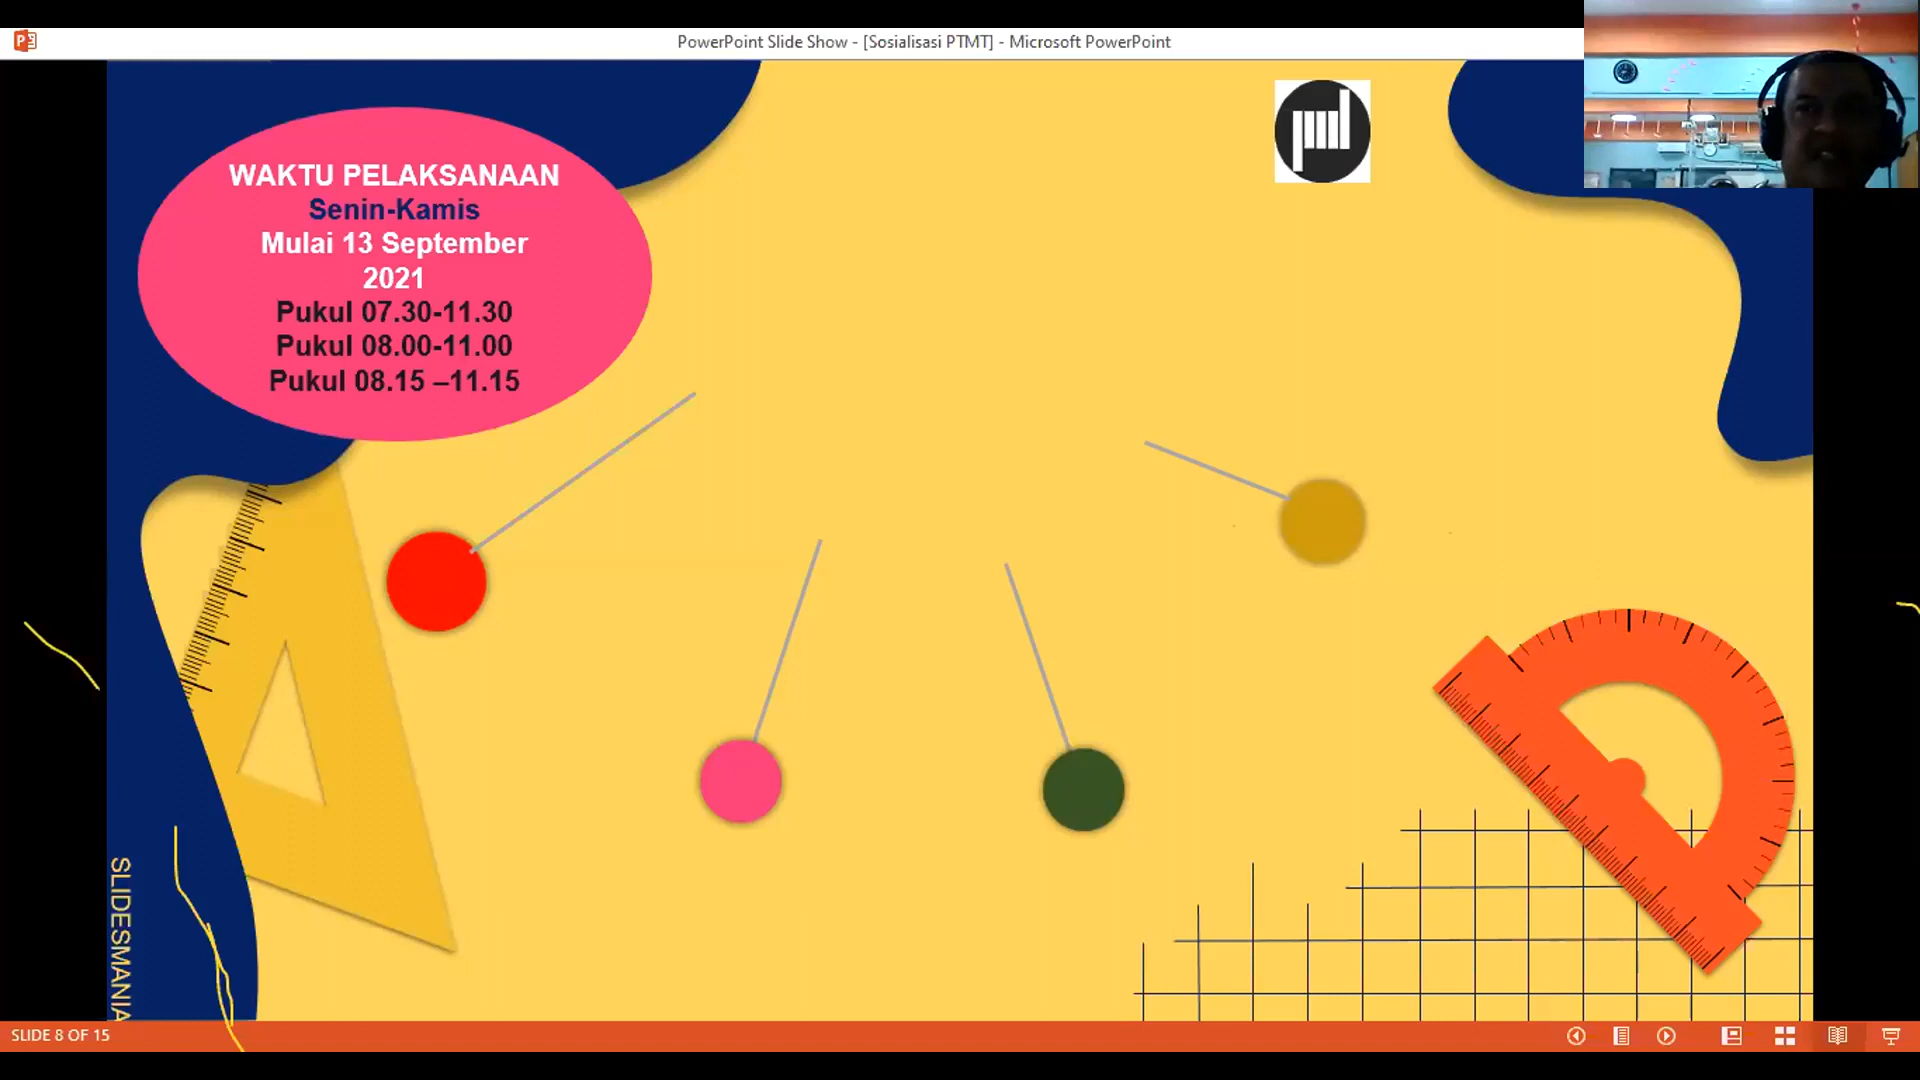 PowerPoint Slide Show - [Sosialisasi PTMT] - Microsoft PowerPoint
WAKTU PELAKSANAAN
Senin-Kamis
Mulai 13 September
2021
Pukul 07.30-11.30
Pukul 08.00-11.00
Pukul 08.15 –11.15
SLIDESMANIA
SLIDE 8 OF 15